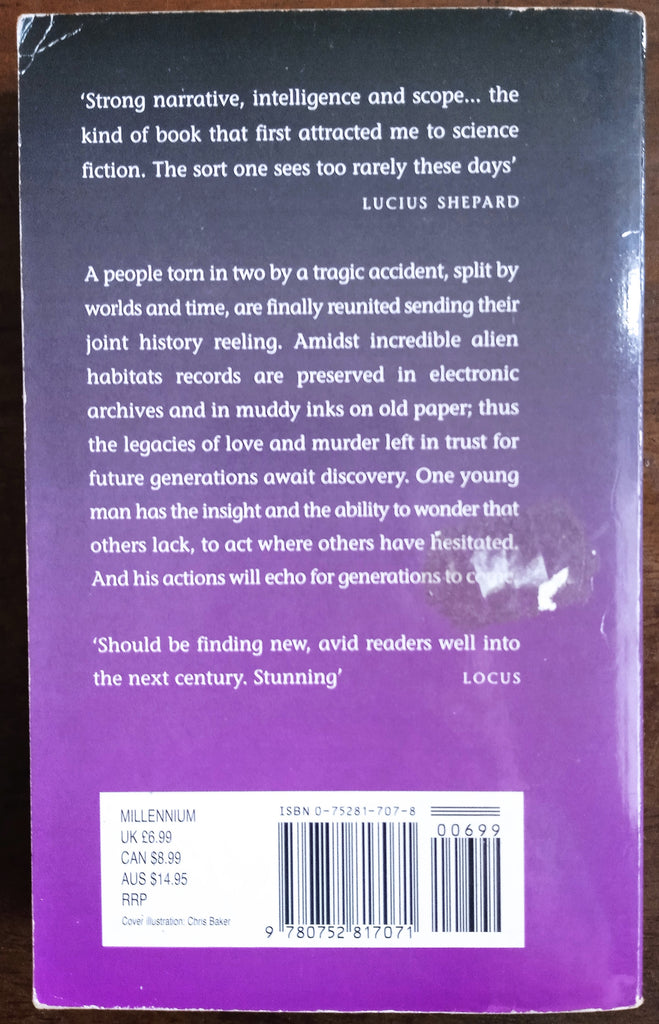 ‘Strong narrative, intelligence and scope... the
kind of book that first attracted me to science
fiction. The sort one sees too rarely these days’
LUCIUS SHEPARD
A people torn in two by a tragic accident, split by
worlds and time, are finally reunited sending their
joint history reeling. Amidst incredible alien
habitats records are preserved in electronic
archives and in muddy inks on old paper; thus
the legacies of love and murder left in trust for
future generations await discovery. One young
man has the insight and the ability to wonder that
others lack, to act where others have hesitated.
And his actions will echo for generations to come.
‘Should be finding new, avid readers well into
the next century. Stunning’
LOCUS
MILLENNIUM
UK £6.99
CAN $8.99
AUS $14.95
RRP
Cover illustration: Chris Baker
ISBN 0-75281-707-8
00699
9 780752 817071